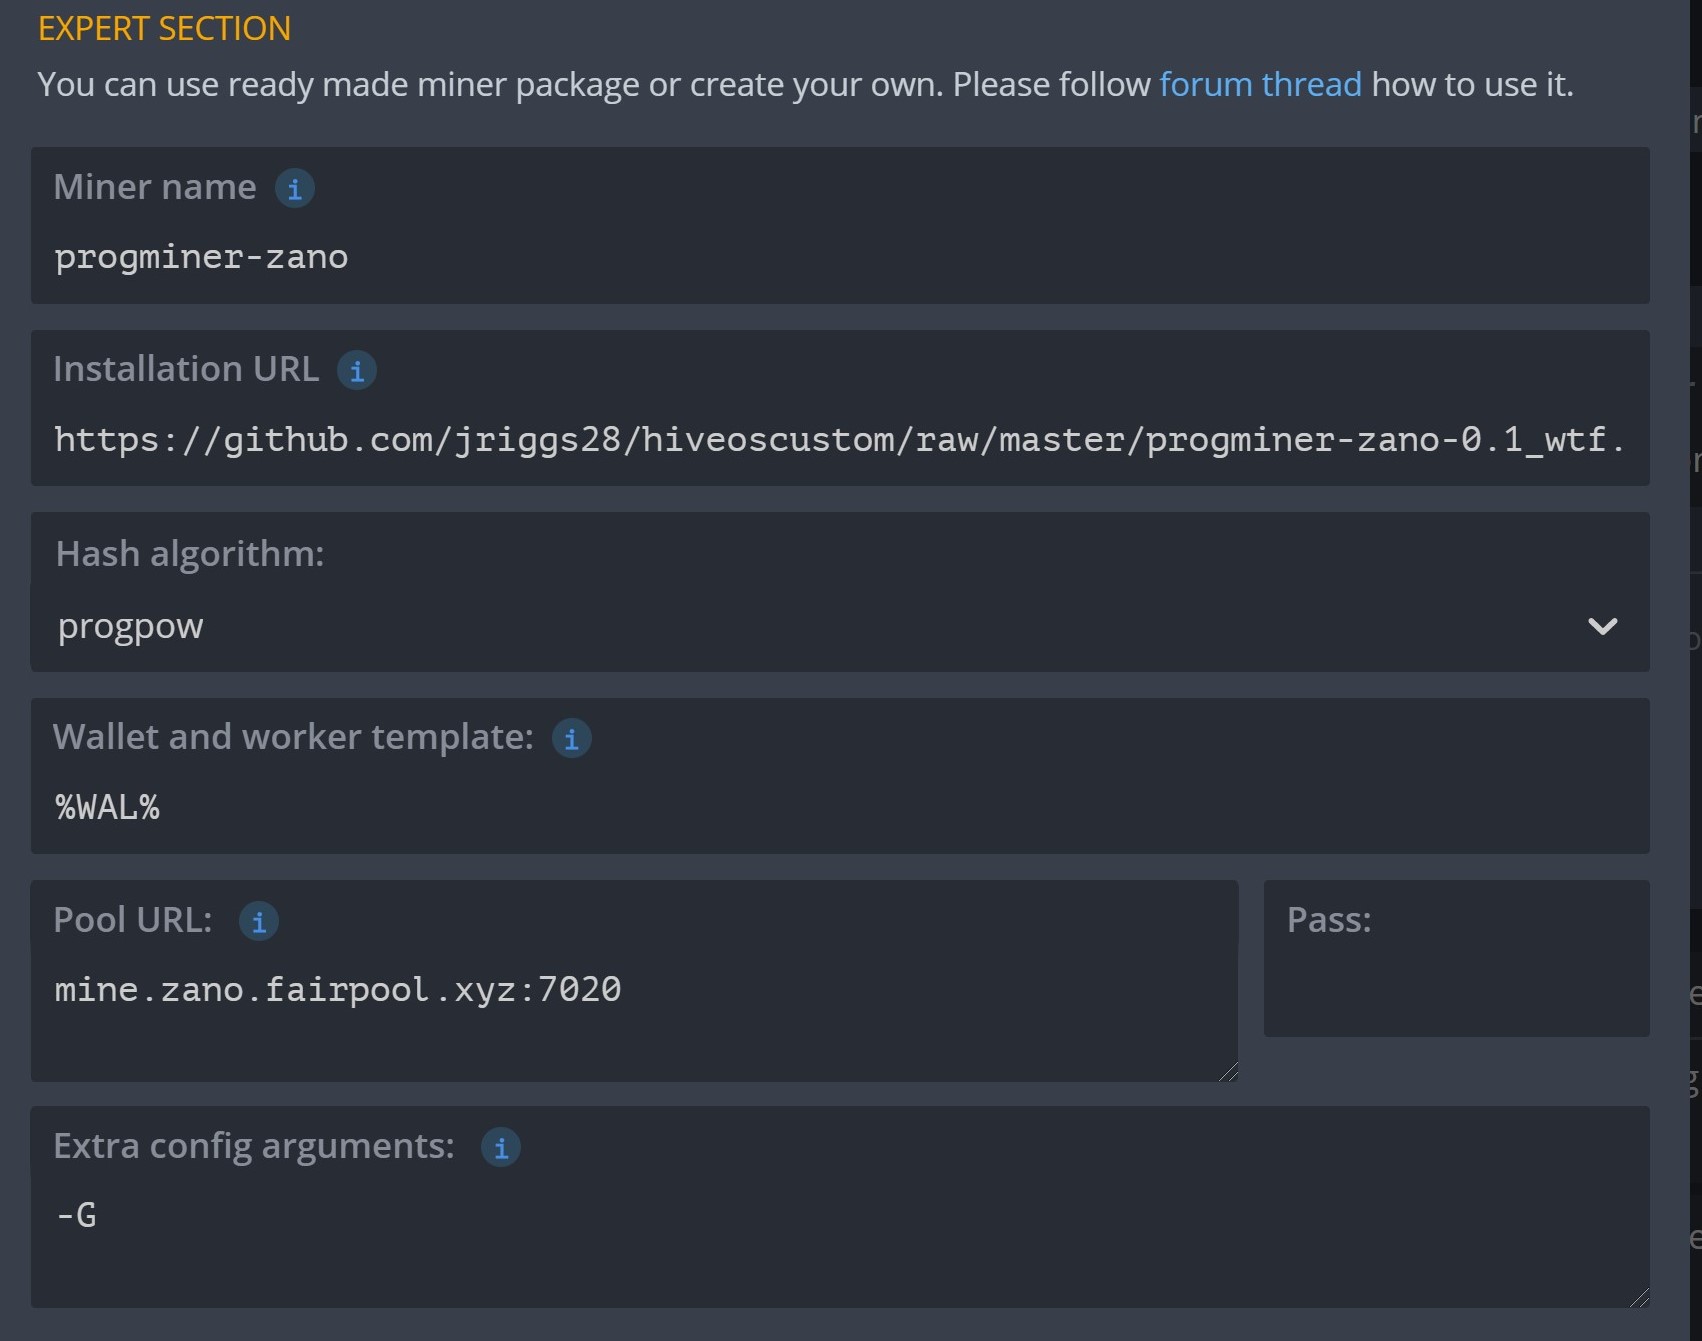 EXPERT SECTION
You can use ready made miner package or create your own. Please follow forum thread how to use it.
Miner name i
progminer-zano
Installation URL i
https://github.com/jriggs28/hiveoscustom/raw/master/progminer-zano-0.1_wtf.
Hash algorithm:
progpow
Wallet and worker template: i
%WAL%
Pool URL: i
Pass:
mine.zano.fairpool.xyz:7020
Extra config arguments: i
-G